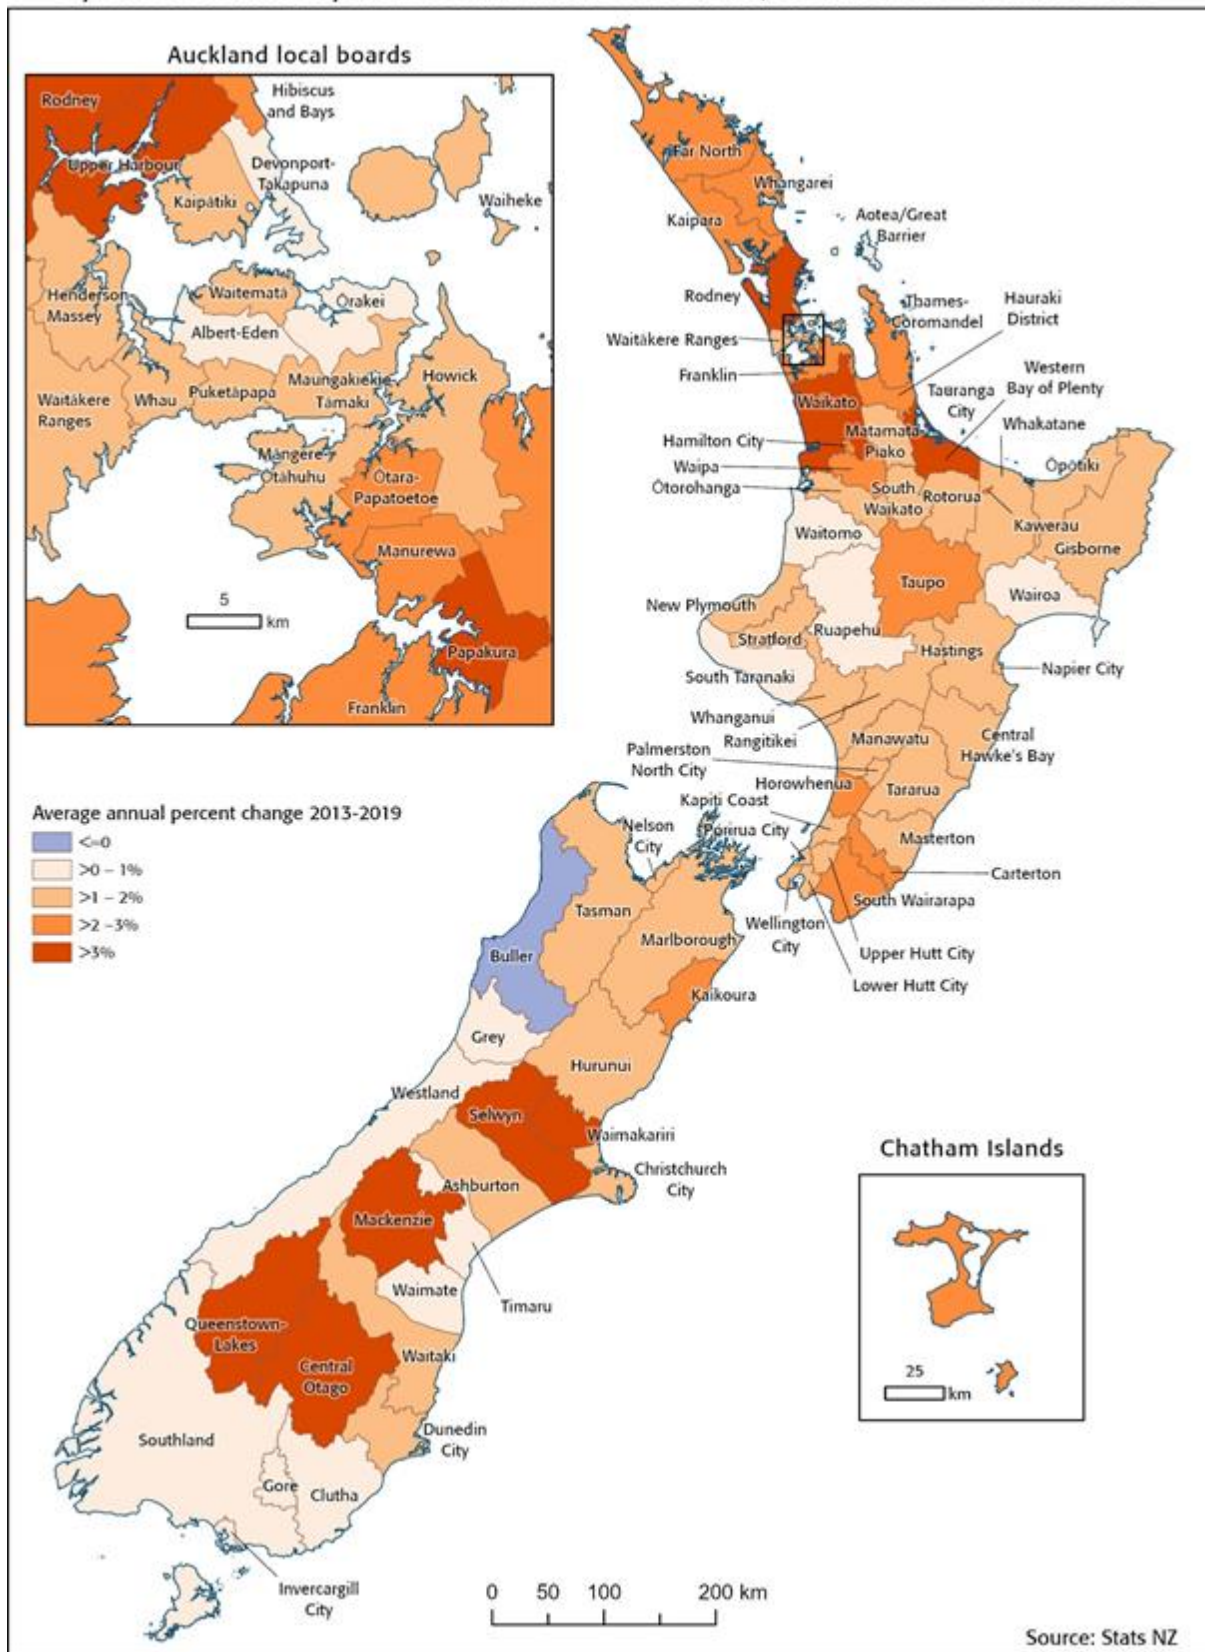 Auckland local boards
Rodney
Hibiscus
and Bays
Upper Harbour
Devonport-
Takapuna
Kaipātiki
Waiheke
Henderson
Massey
Waitematā
Ōrākei
Albert-Eden
Waitākere
Ranges
Whau
Puketāpapa
Maungakiekie-
Tāmaki
Howick
Māngere-
Ōtāhuhu
Ōtara-
Papatoetoe
Manurewa
5
km
Papakura
Franklin
Far North
Whangarei
Kaipara
Aotea/Great
Barrier
Rodney
Thames-
Coromandel
Hauraki
District
Waitākere Ranges
Franklin
Western
Bay of Plenty
Tauranga
City
Waikato
Whakatane
Hamilton City
Matamata
Piako
Waipa
Ōpōtiki
Ōtorohanga
South
Waikato
Rotorua
Kawerau
Waitomo
Gisborne
Taupo
Wairoa
New Plymouth
Stratford
Ruapehu
Hastings
Napier City
South Taranaki
Whanganui
Rangitikei
Manawatu
Central
Hawke's Bay
Palmerston
North City
Horowhenua
Tararua
Kapiti Coast
Porirua City
Masterton
Carterton
South Wairarapa
Wellington
City
Upper Hutt City
Lower Hutt City
Average annual percent change 2013-2019
<=0
>0 – 1%
>1 – 2%
>2 –3%
>3%
Nelson
City
Tasman
Marlborough
Buller
Kaikoura
Grey
Hurunui
Westland
Selwyn
Waimakariri
Christchurch
City
Ashburton
Mackenzie
Timaru
Waimate
Queenstown-
Lakes
Waitaki
Central
Otago
Dunedin
City
Southland
Gore
Clutha
Invercargill
City
Chatham Islands
25
km
0 50 100 200 km
Source: Stats NZ